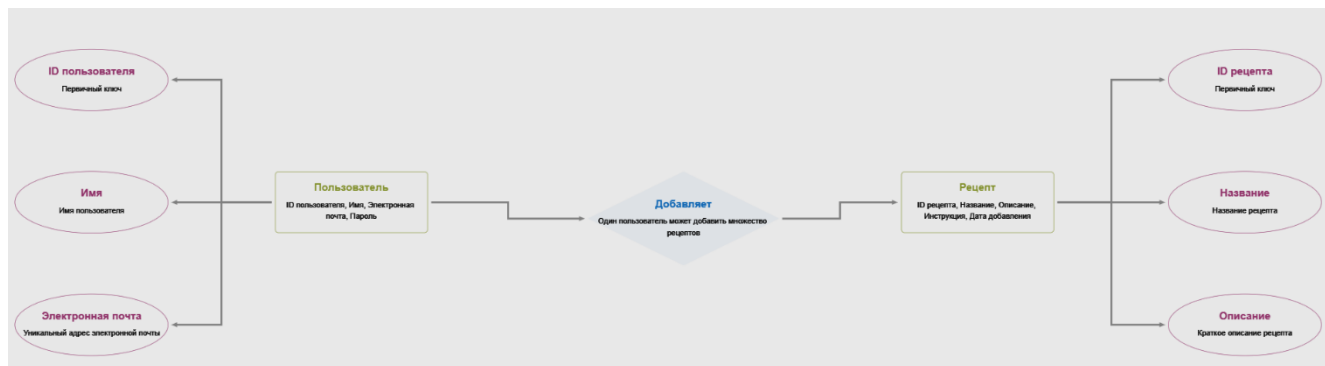 ID пользователя
Первичный ключ
Имя
Имя пользователя
Электронная почта
Уникальный адрес электронной почты
Пользователь
ID пользователя, Имя, Электронная
почта, Пароль
Добавляет
Один пользователь может добавить множество
рецептов
Рецепт
ID рецепта, Название, Описание,
Инструкция, Дата добавления
ID рецепта
Первичный ключ
Название
Название рецепта
Описание
Краткое описание рецепта